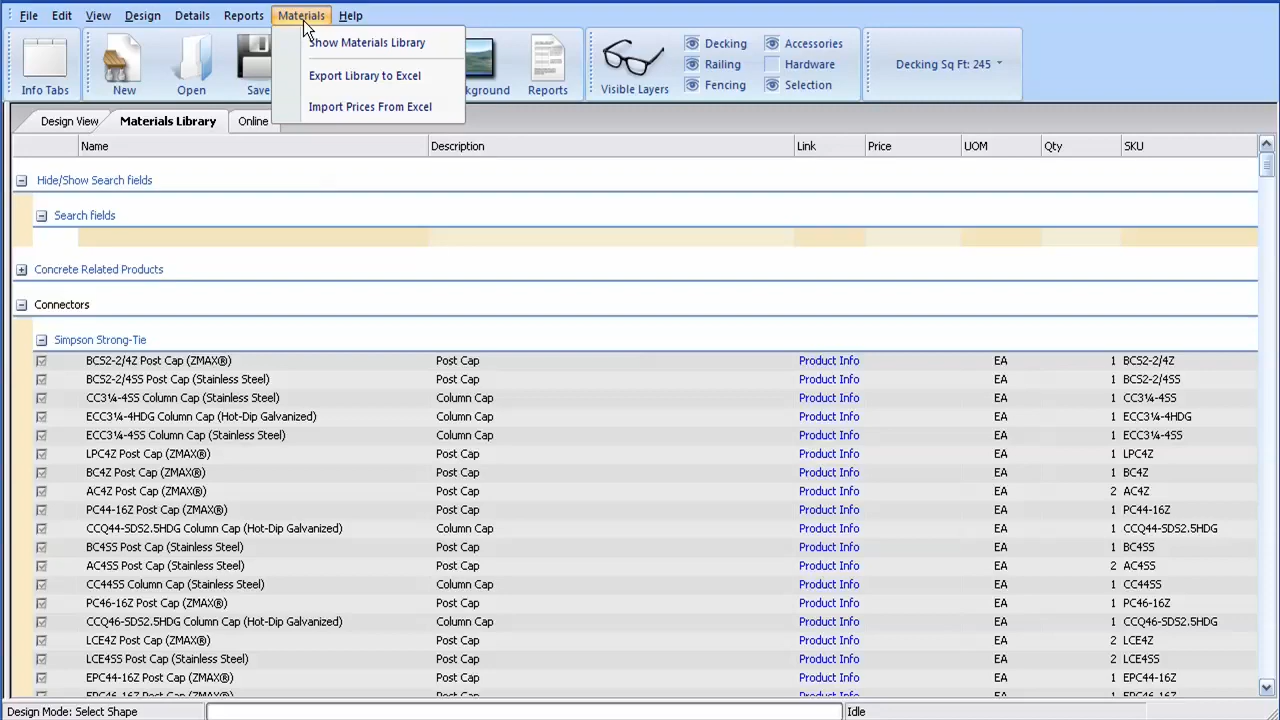 File Edit View Design Details Reports Materials Help
Show Materials Library
Export Library to Excel
Import Prices From Excel
Info Tabs New Open Save kground Reports Visible Layers
Decking Accessories
Railing Hardware
Fencing Selection
Decking Sq Ft: 245
Design View Materials Library Online
Name Description Link Price UOM Qty SKU
Hide/Show Search fields
Search fields
Concrete Related Products
Connectors
Simpson Strong-Tie
BCS2-2/4Z Post Cap (ZMAX®) Post Cap Product Info EA 1 BCS2-2/4Z
BCS2-2/4SS Post Cap (Stainless Steel) Post Cap Product Info EA 1 BCS2-2/4SS
CC3¼-4SS Column Cap (Stainless Steel) Column Cap Product Info EA 1 CC3¼-4SS
ECC3¼-4HDG Column Cap (Hot-Dip Galvanized) Column Cap Product Info EA 1 ECC3¼-4HDG
ECC3¼-4SS Column Cap (Stainless Steel) Column Cap Product Info EA 1 ECC3¼-4SS
LPC4Z Post Cap (ZMAX®) Post Cap Product Info EA 1 LPC4Z
BC4Z Post Cap (ZMAX®) Post Cap Product Info EA 1 BC4Z
AC4Z Post Cap (ZMAX®) Post Cap Product Info EA 2 AC4Z
PC44-16Z Post Cap (ZMAX®) Post Cap Product Info EA 1 PC44-16Z
CCQ44-SDS2.5HDG Column Cap (Hot-Dip Galvanized) Column Cap Product Info EA 1 CCQ44-SDS2.5HDG
BC4SS Post Cap (Stainless Steel) Post Cap Product Info EA 1 BC4SS
AC4SS Post Cap (Stainless Steel) Post Cap Product Info EA 2 AC4SS
CC44SS Column Cap (Stainless Steel) Column Cap Product Info EA 1 CC44SS
PC46-16Z Post Cap (ZMAX®) Post Cap Product Info EA 1 PC46-16Z
CCQ46-SDS2.5HDG Column Cap (Hot-Dip Galvanized) Column Cap Product Info EA 1 CCQ46-SDS2.5HDG
LCE4Z Post Cap (ZMAX®) Post Cap Product Info EA 2 LCE4Z
LCE4SS Post Cap (Stainless Steel) Post Cap Product Info EA 2 LCE4SS
EPC44-16Z Post Cap (ZMAX®) Post Cap Product Info EA 1 EPC44-16Z
EPC46-16Z Post Cap (ZMAX®) Post Cap Product Info EA 1 EPC46-16Z
Design Mode: Select Shape Idle